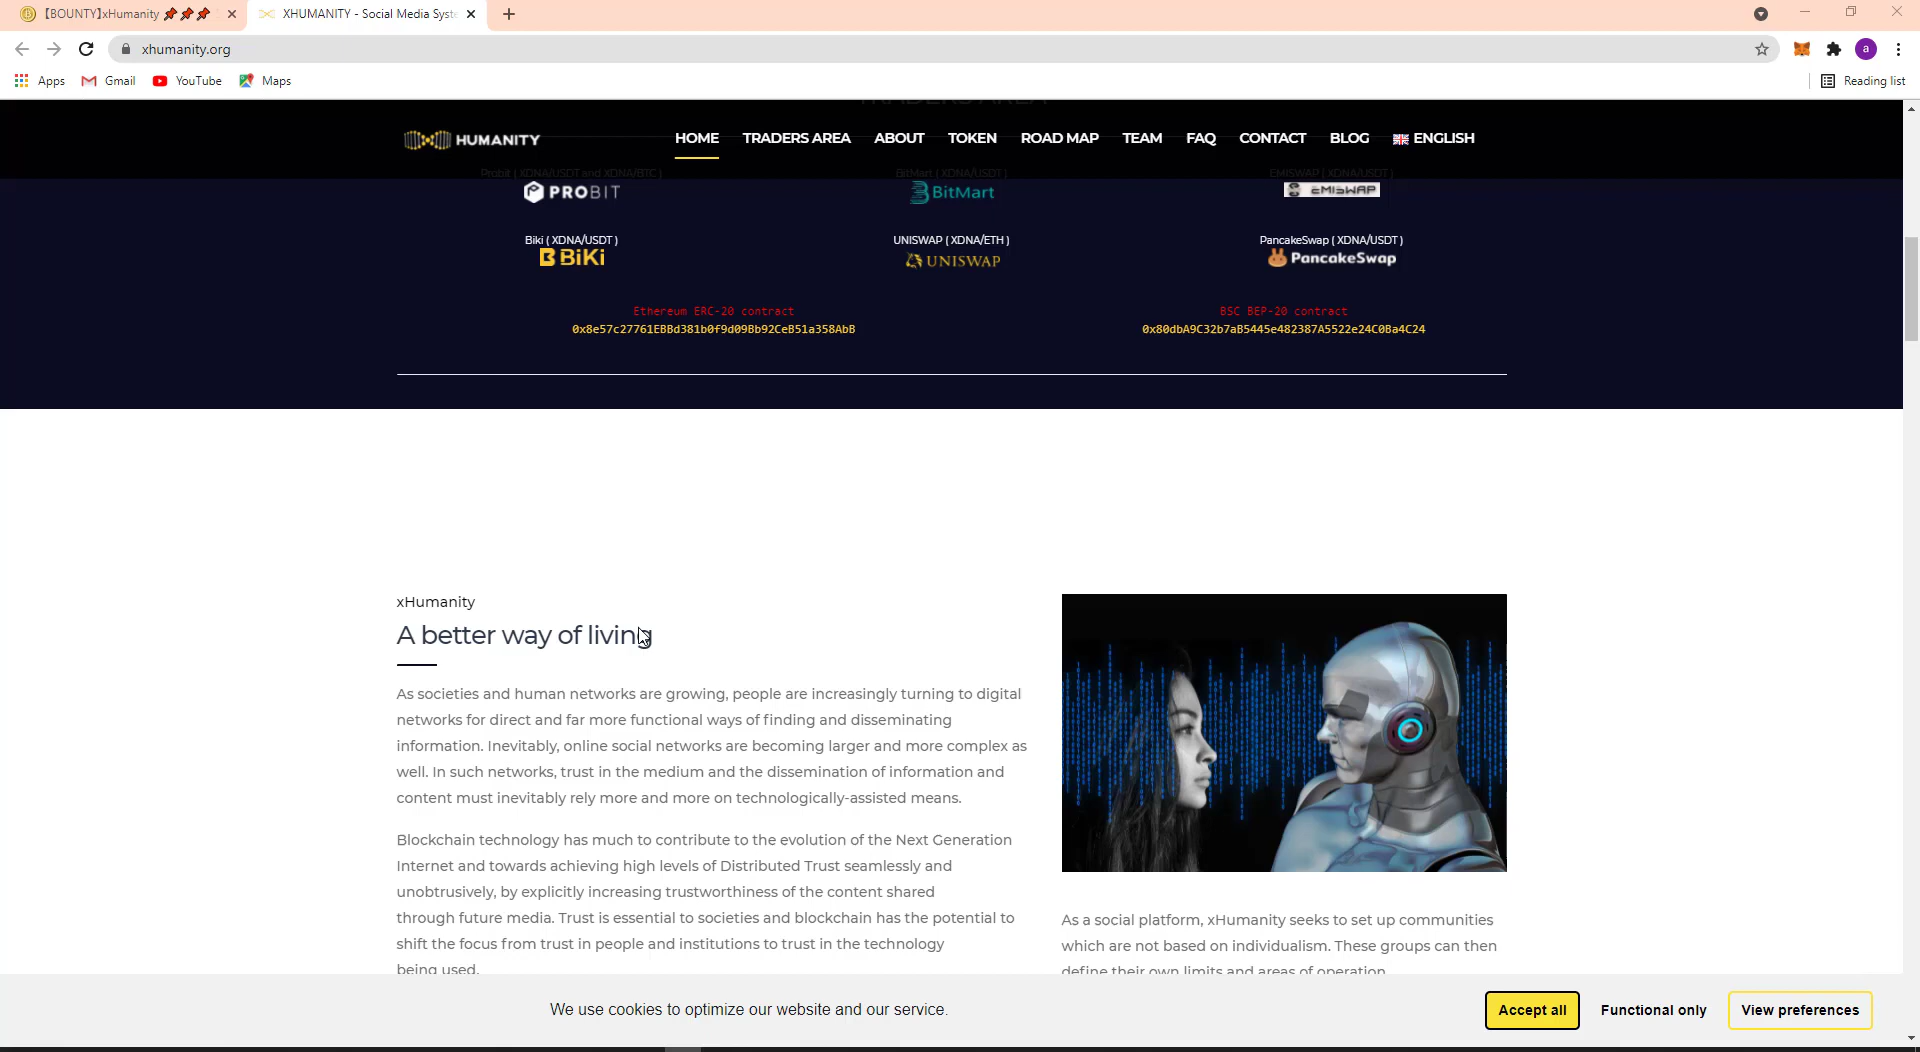 [BOUNTY]xHumanity
XHUMANITY - Social Media Syst
xhumanity.org
Apps
Gmail
YouTube
Maps
Reading list
TRADERS AREA
HUMANITY
HOME
TRADERS AREA
ABOUT
TOKEN
ROAD MAP
TEAM
FAQ
CONTACT
BLOG
ENGLISH
Probit ( XDNA/USDT and XDNA/BTC )
BitMart ( XDNA/USDT )
EMISWAP ( XDNA/USDT )
PROBIT
BitMart
EMISWAP
Biki ( XDNA/USDT )
UNISWAP ( XDNA/ETH )
PancakeSwap ( XDNA/USDT )
BiKi
UNISWAP
PancakeSwap
Ethereum ERC-20 contract
BSC BEP-20 contract
0x8e57c27761EBBd381b0f9d09Bb92CeB51a358AbB
0x80dbA9C32b7aB5445e482387A5522e24C0Ba4C24
xHumanity
A better way of living
As societies and human networks are growing, people are increasingly turning to digital
networks for direct and far more functional ways of finding and disseminating
information. Inevitably, online social networks are becoming larger and more complex as
well. In such networks, trust in the medium and the dissemination of information and
content must inevitably rely more and more on technologically-assisted means.
Blockchain technology has much to contribute to the evolution of the Next Generation
Internet and towards achieving high levels of Distributed Trust seamlessly and
unobtrusively, by explicitly increasing trustworthiness of the content shared
through future media. Trust is essential to societies and blockchain has the potential to
shift the focus from trust in people and institutions to trust in the technology
being used.
As a social platform, xHumanity seeks to set up communities
which are not based on individualism. These groups can then
define their own limits and areas of operation.
We use cookies to optimize our website and our service.
Accept all
Functional only
View preferences